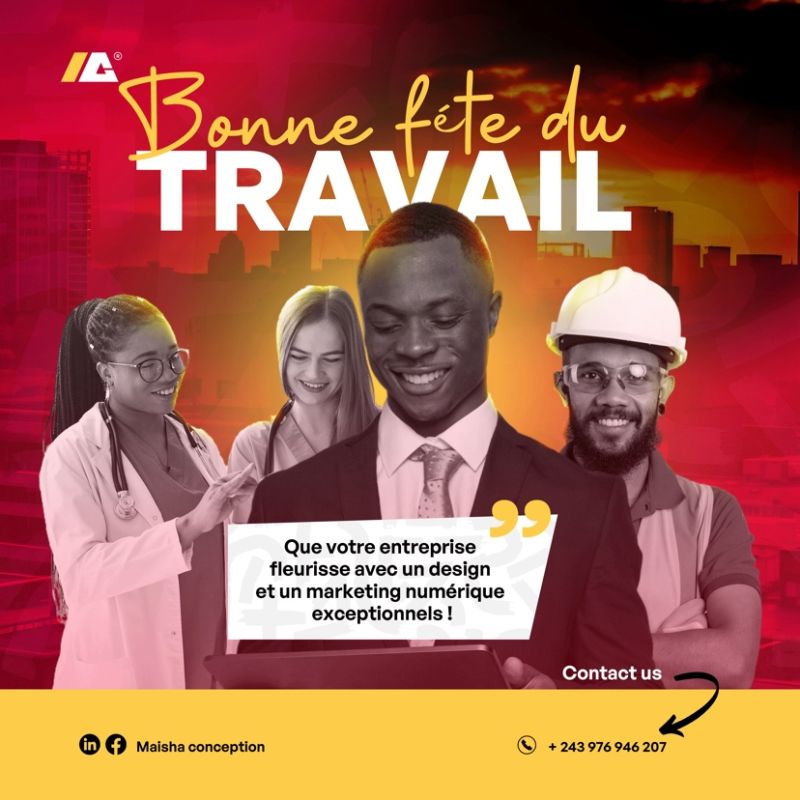 ®
Bonne féte du
TRAVAIL
Que votre entreprise
fleurisse avec un design
et un marketing numérique
exceptionnels !
Contact us
Maisha conception
+ 243 976 946 207